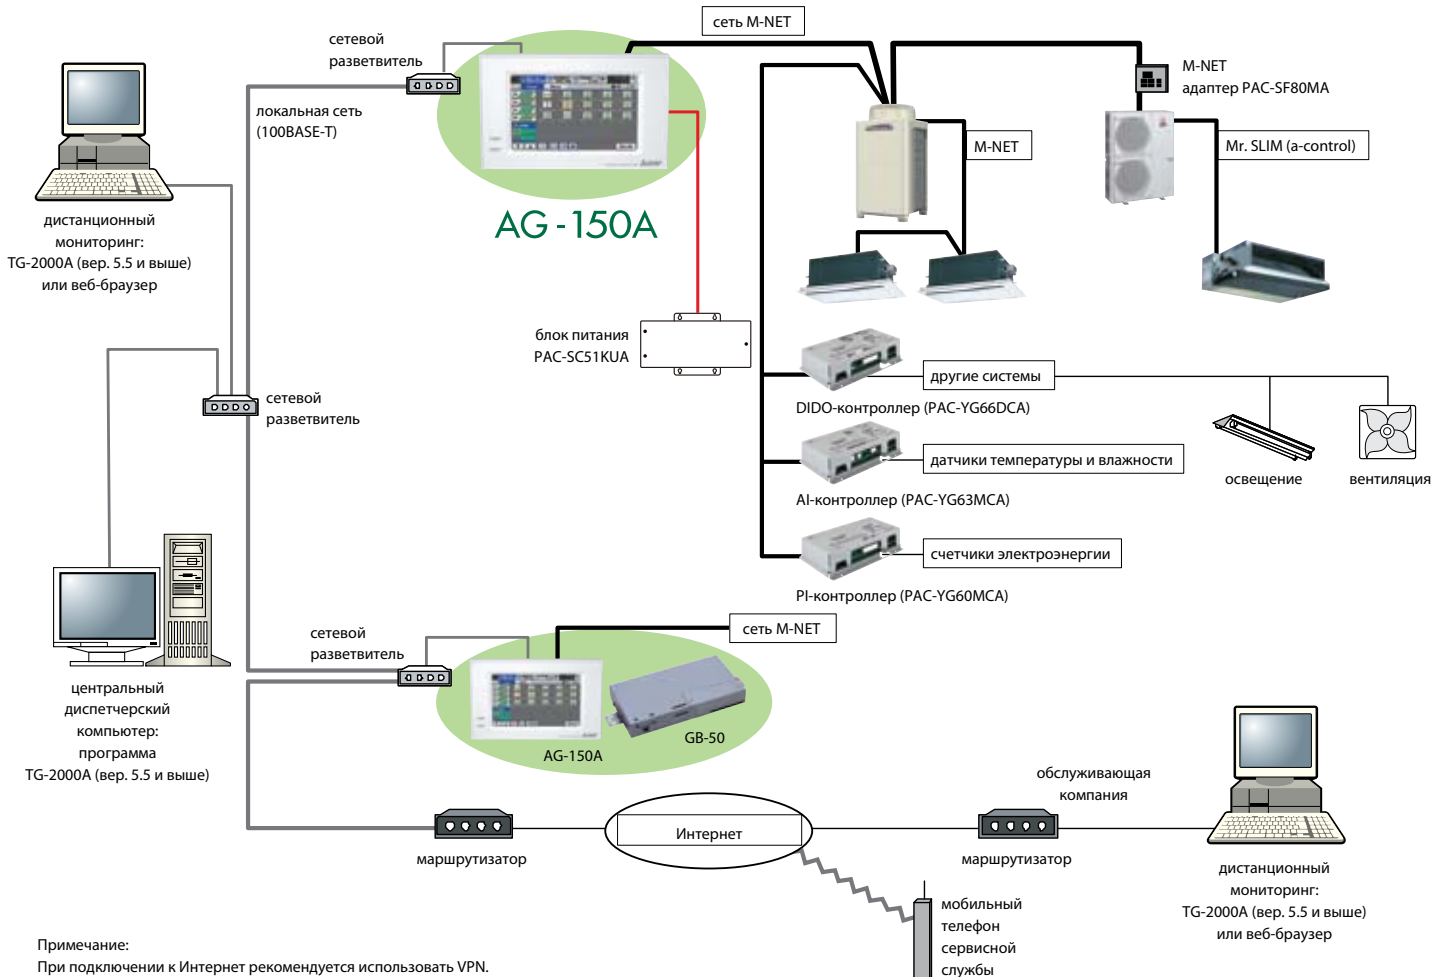 сеть M-NET
сетевой
разветвитель
локальная сеть
(100BASE-T)
M-NET
адаптер PAC-SF80MA
M-NET
Mr. SLIM (a-control)
дистанционный
мониторинг:
TG-2000A (вер. 5.5 и выше)
или веб-браузер
AG-150A
блок питания
PAC-SC51KUA
сетевой
разветвитель
другие системы
DIDO-контроллер (PAC-YG66DCA)
датчики температуры и влажности
AI-контроллер (PAC-YG63MCA)
счетчики электроэнергии
PI-контроллер (PAC-YG60MCA)
освещение
вентиляция
центральный
диспетчерский
компьютер:
программа
TG-2000A (вер. 5.5 и выше)
сетевой
разветвитель
сеть M-NET
AG-150A
GB-50
маршрутизатор
Интернет
обслуживающая
компания
маршрутизатор
дистанционный
мониторинг:
TG-2000A (вер. 5.5 и выше)
или веб-браузер
мобильный
телефон
сервисной
службы
Примечание:
При подключении к Интернет рекомендуется использовать VPN.